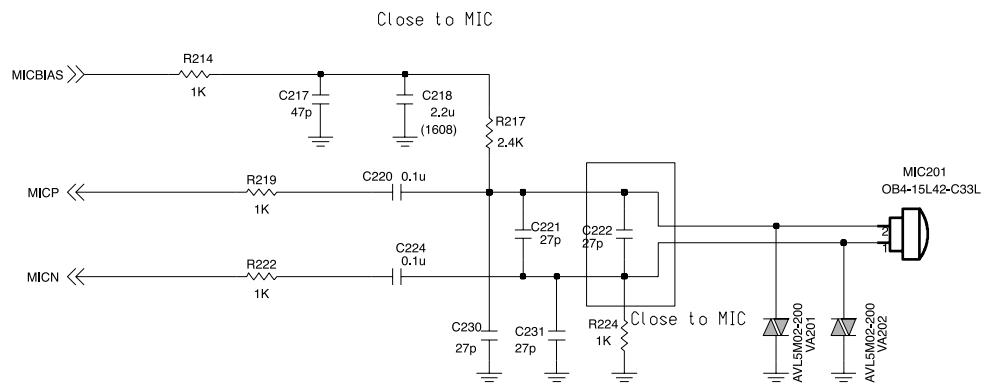 Close to MIC
MICBIAS
R214
1K
C217
47p
C218
2.2u
(1608)
R217
2.4K
MICP
R219
1K
C220 0.1u
MIC201
OB4-15L42-C33L
C221
27p
C222
27p
2
1
MICN
R222
1K
C224
0.1u
C230
27p
C231
27p
R224
1K
Close to MIC
AVL5M02-200
VA201
AVL5M02-200
VA202